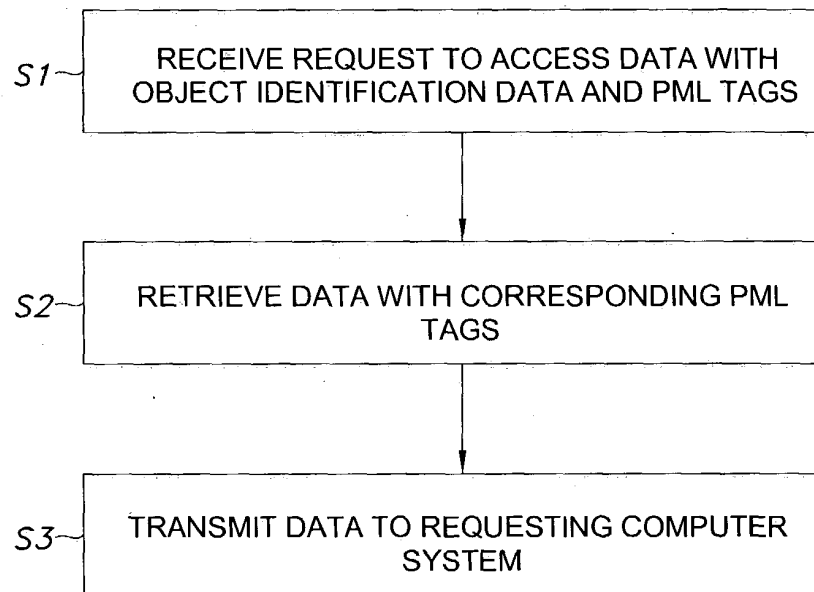 S1
RECEIVE REQUEST TO ACCESS DATA WITH
OBJECT IDENTIFICATION DATA AND PML TAGS
S2
RETRIEVE DATA WITH CORRESPONDING PML
TAGS
S3
TRANSMIT DATA TO REQUESTING COMPUTER
SYSTEM